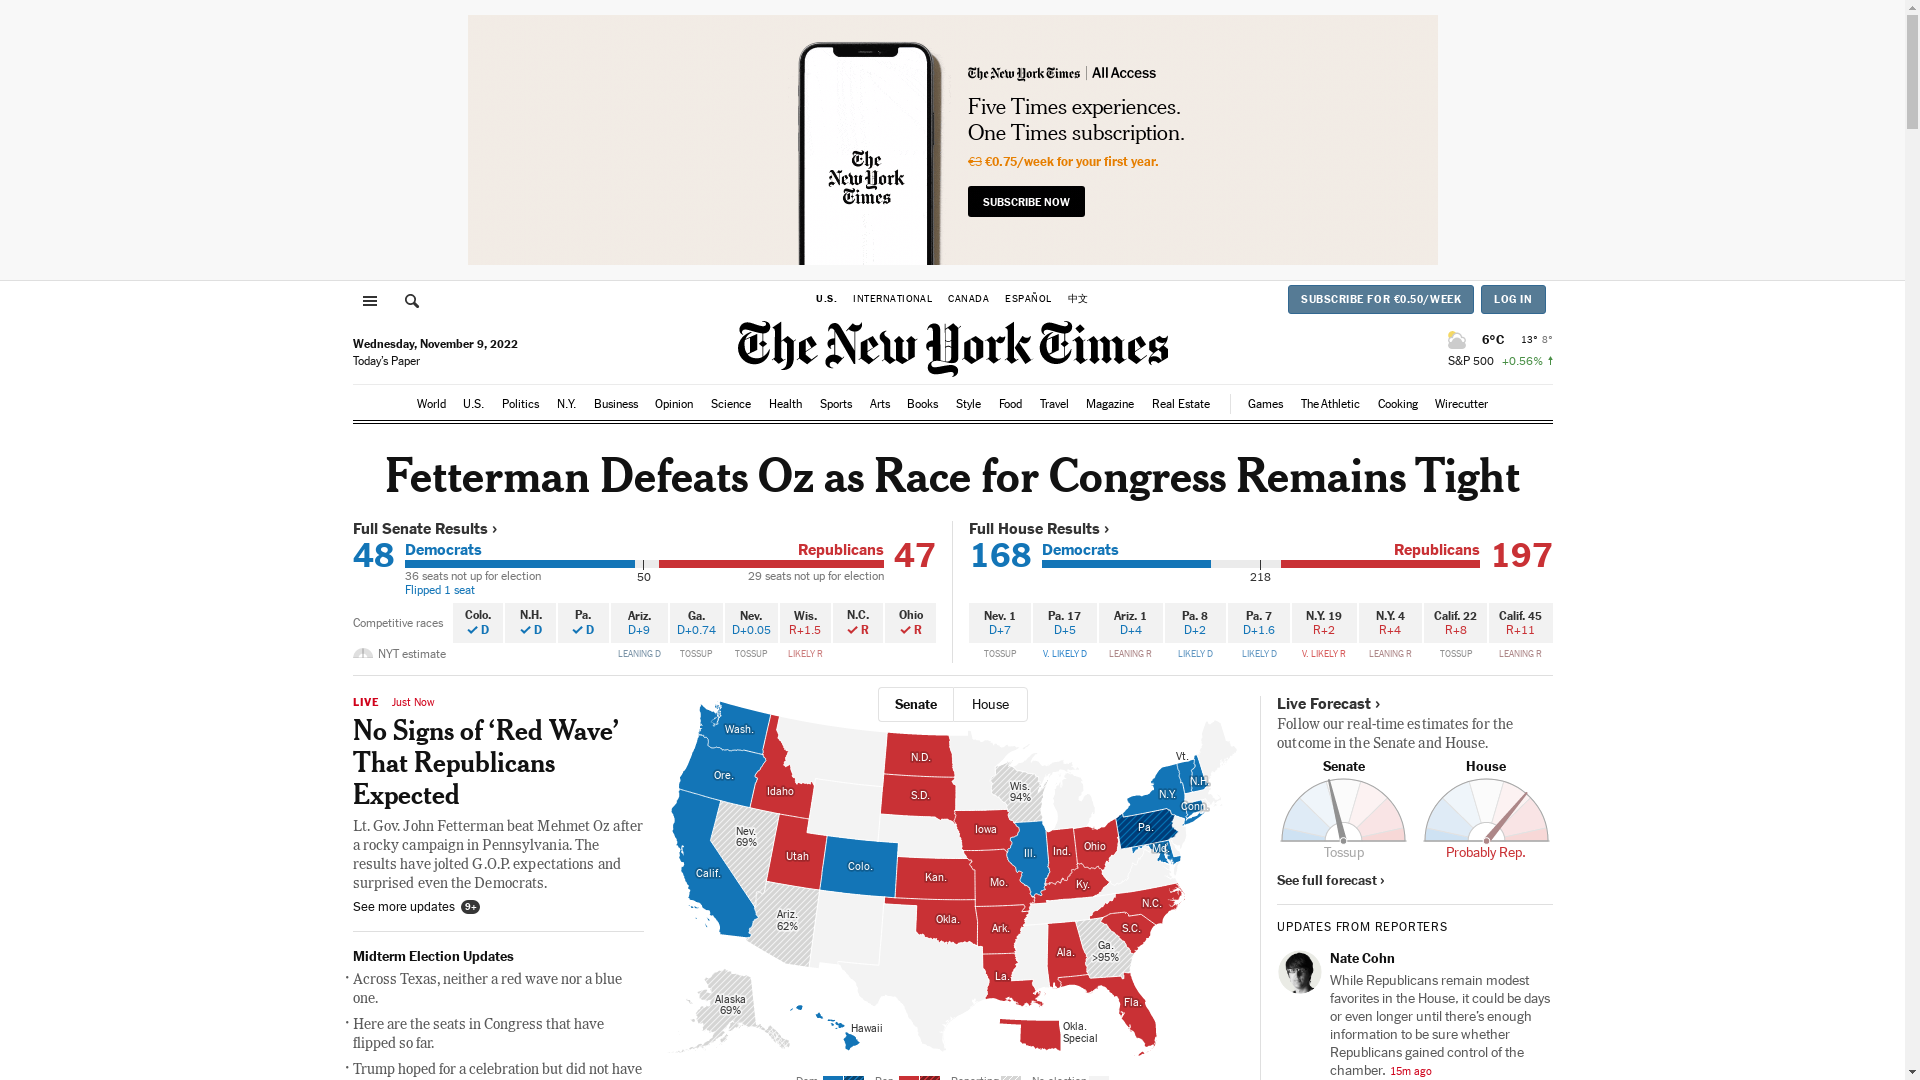 The New York Times | All Access
Five Times experiences.
One Times subscription.
The
New York
Times
€3 €0.75/week for your first year.
SUBSCRIBE NOW
U.S. INTERNATIONAL CANADA ESPAÑOL 中文
SUBSCRIBE FOR €0.50/WEEK LOG IN
Wednesday, November 9, 2022
Today's Paper
The New York Times
6°C 13° 8°
S&P 500 +0.56% ↑
World U.S. Politics N.Y. Business Opinion Science Health Sports Arts Books Style Food Travel Magazine Real Estate Games The Athletic Cooking Wirecutter
Fetterman Defeats Oz as Race for Congress Remains Tight
Full Senate Results ›
48 Democrats Republicans 47
36 seats not up for election 50 29 seats not up for election
Flipped 1 seat
Competitive races
Colo. N.H. Pa. Ariz. Ga. Nev. Wis. N.C. Ohio
✓ D ✓ D ✓ D D+9 D+0.74 D+0.05 R+1.5 ✓ R ✓ R
NYT estimate LEANING D TOSSUP TOSSUP LIKELY R
Full House Results ›
168 Democrats Republicans 197
218
Nev. 1 Pa. 17 Ariz. 1 Pa. 8 Pa. 7 N.Y. 19 N.Y. 4 Calif. 22 Calif. 45
D+7 D+5 D+4 D+2 D+1.6 R+2 R+4 R+8 R+11
TOSSUP V. LIKELY D LEANING R LIKELY D LIKELY D V. LIKELY R LEANING R TOSSUP LEANING R
LIVE Just Now
No Signs of ‘Red Wave’
That Republicans
Expected
Lt. Gov. John Fetterman beat Mehmet Oz after
a rocky campaign in Pennsylvania. The
results have jolted G.O.P. expectations and
surprised even the Democrats.
See more updates 9+
Midterm Election Updates
• Across Texas, neither a red wave nor a blue
one.
• Here are the seats in Congress that have
flipped so far.
• Trump hoped for a celebration but did not have
Senate House
Wash.
Ore.
Idaho
Calif.
Nev.
69%
Utah
Colo.
Ariz.
62%
N.D.
S.D.
Kan.
Okla.
Iowa
Mo.
Ark.
La.
Wis.
94%
Ill.
Ind.
Ohio
Ky.
Ala.
Ga.
>95%
Fla.
S.C.
N.C.
Pa.
Md.
N.Y.
Vt.
N.H.
Conn.
Alaska
69%
Hawaii
Okla.
Special
Dem. Rep. Reporting No election
Live Forecast ›
Follow our real-time estimates for the
outcome in the Senate and House.
Senate House
Tossup Probably Rep.
See full forecast ›
UPDATES FROM REPORTERS
Nate Cohn
While Republicans remain modest
favorites in the House, it could be days
or even longer until there's enough
information to be sure whether
Republicans gained control of the
chamber. 15m ago